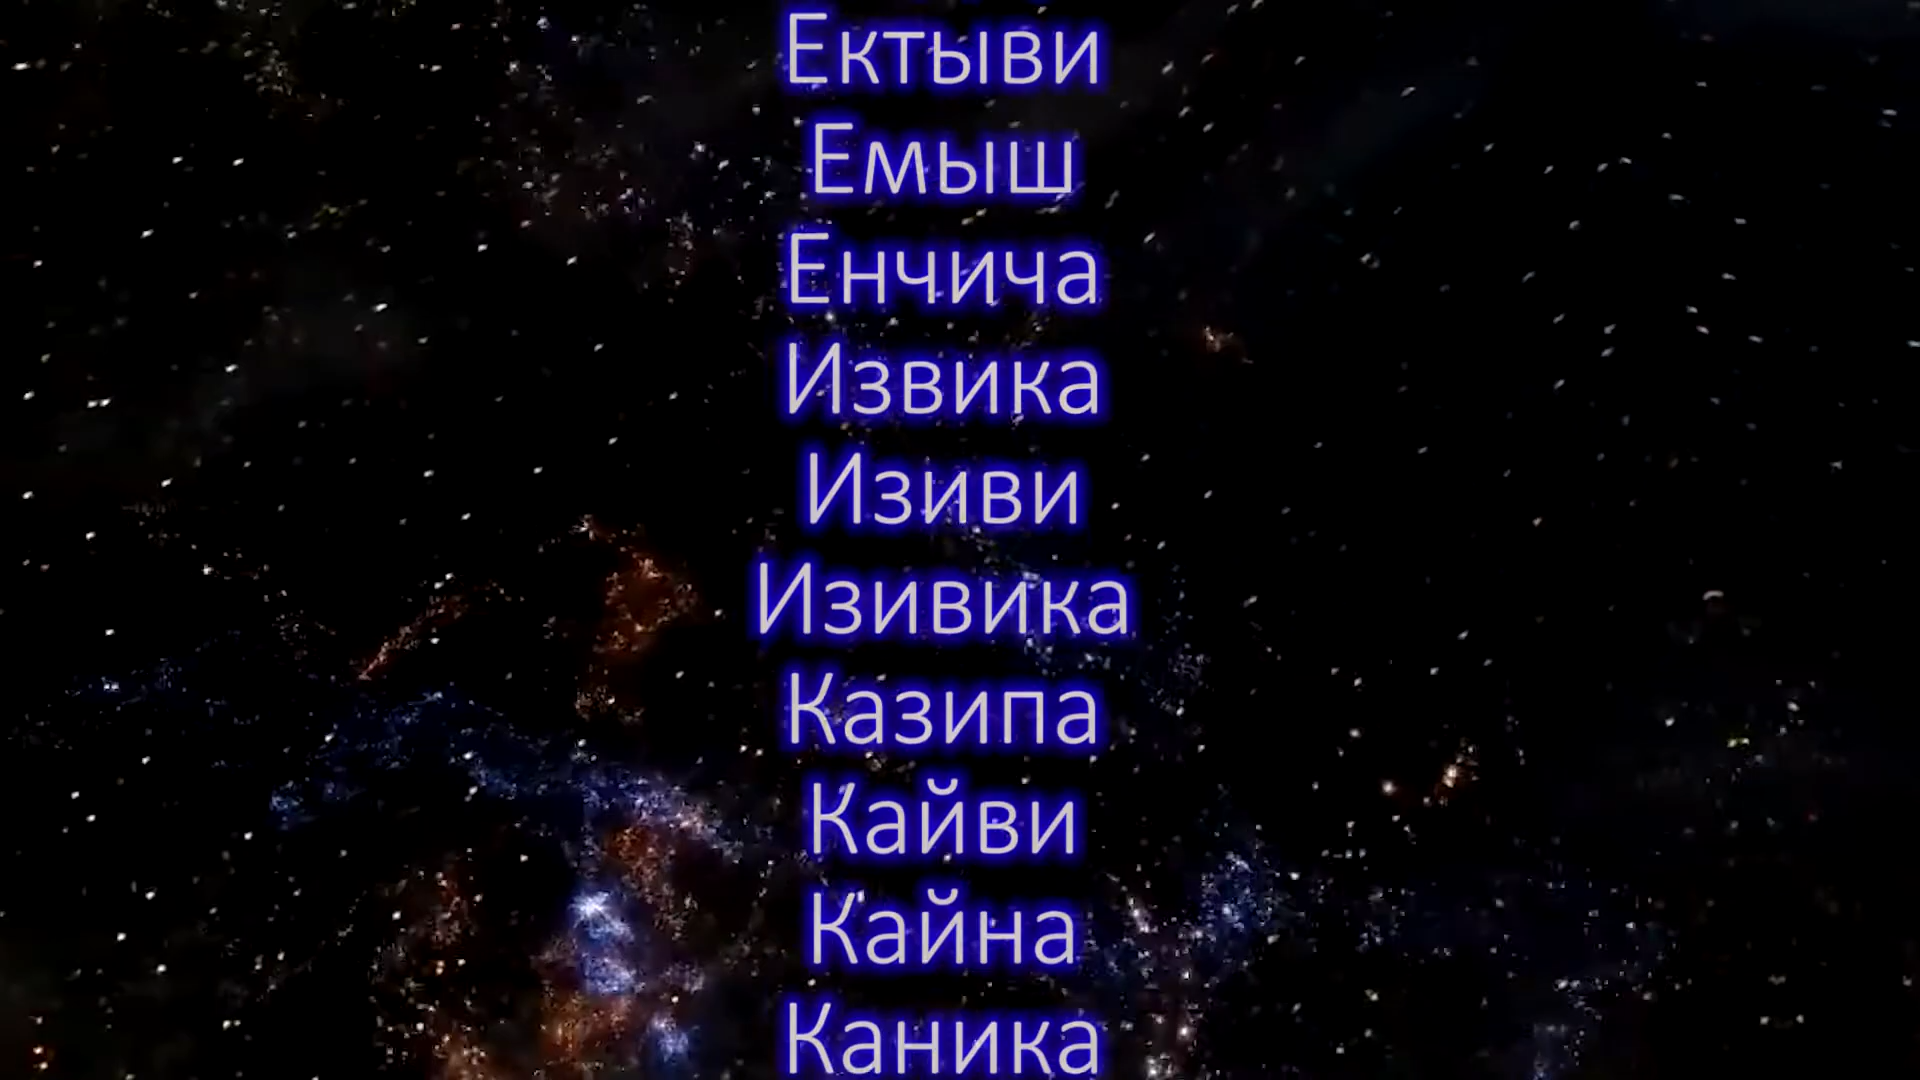 Ектыви
Емыш
Енчича
Извика
Изиви
Изивика
Казипа
Кайви
Кайна
Каника